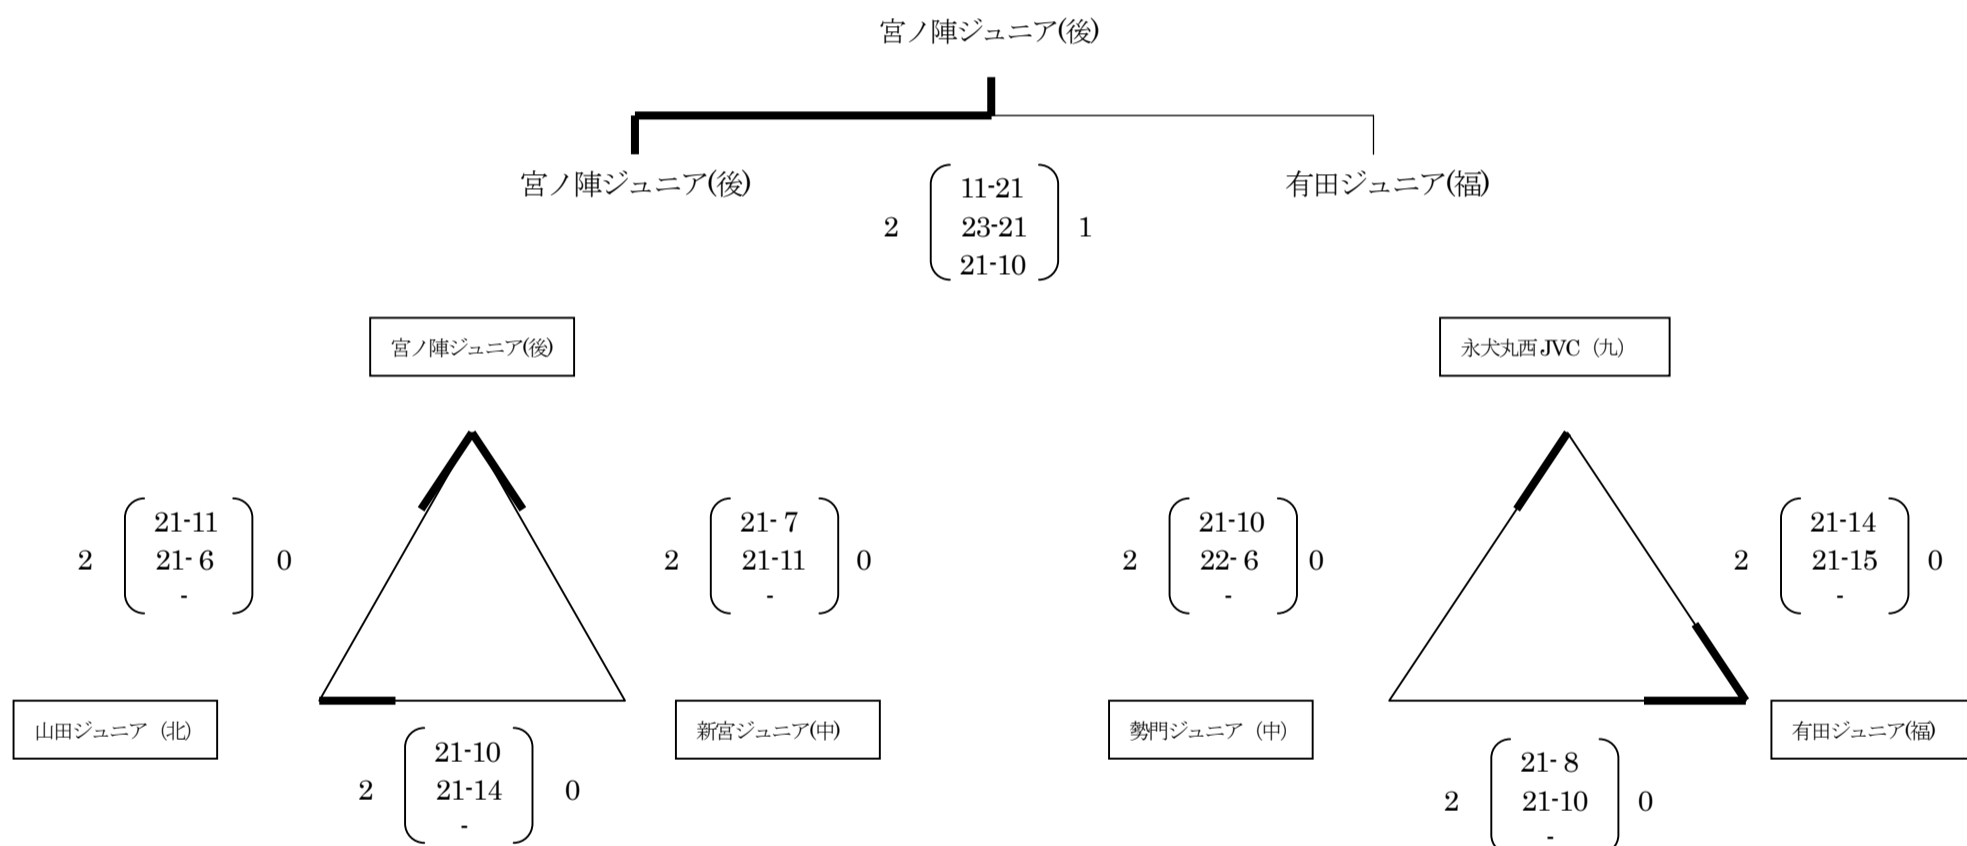 宮ノ陣ジュニア(後)
宮ノ陣ジュニア(後)
有田ジュニア(福)
11-21
2 23-21 1
21-10
宮ノ陣ジュニア(後)
永犬丸西JVC（九）
21-11
2 21- 6 0
-
21- 7
2 21-11 0
-
21-10
2 22- 6 0
-
21-14
2 21-15 0
-
山田ジュニア（北）
新宮ジュニア(中)
勢門ジュニア（中）
有田ジュニア(福)
21-10
2 21-14 0
-
21- 8
2 21-10 0
-